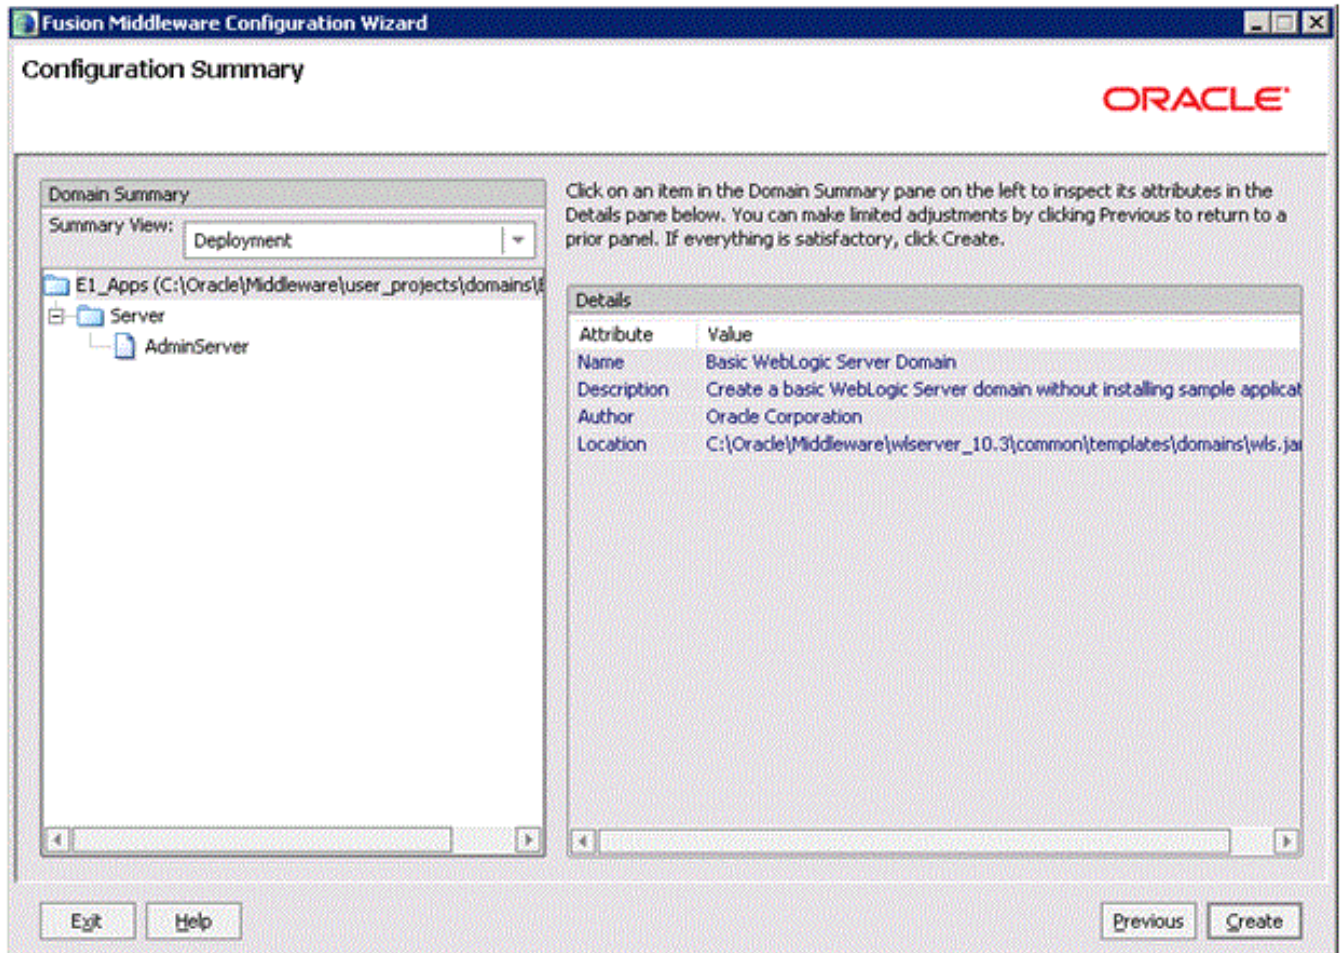 Fusion Middleware Configuration Wizard
Configuration Summary
ORACLE
Domain Summary
Summary View:
Deployment
E1_Apps (C:\Oracle\Middleware\user_projects\domains\E
Server
AdminServer
Click on an item in the Domain Summary pane on the left to inspect its attributes in the
Details pane below. You can make limited adjustments by clicking Previous to return to a
prior panel. If everything is satisfactory, click Create.
Details
Attribute Value
Name Basic WebLogic Server Domain
Description Create a basic WebLogic Server domain without installing sample applicat
Author Oracle Corporation
Location C:\Oracle\Middleware\wlserver_10.3\common\templates\domains\wls.jar
Exit Help Previous Create